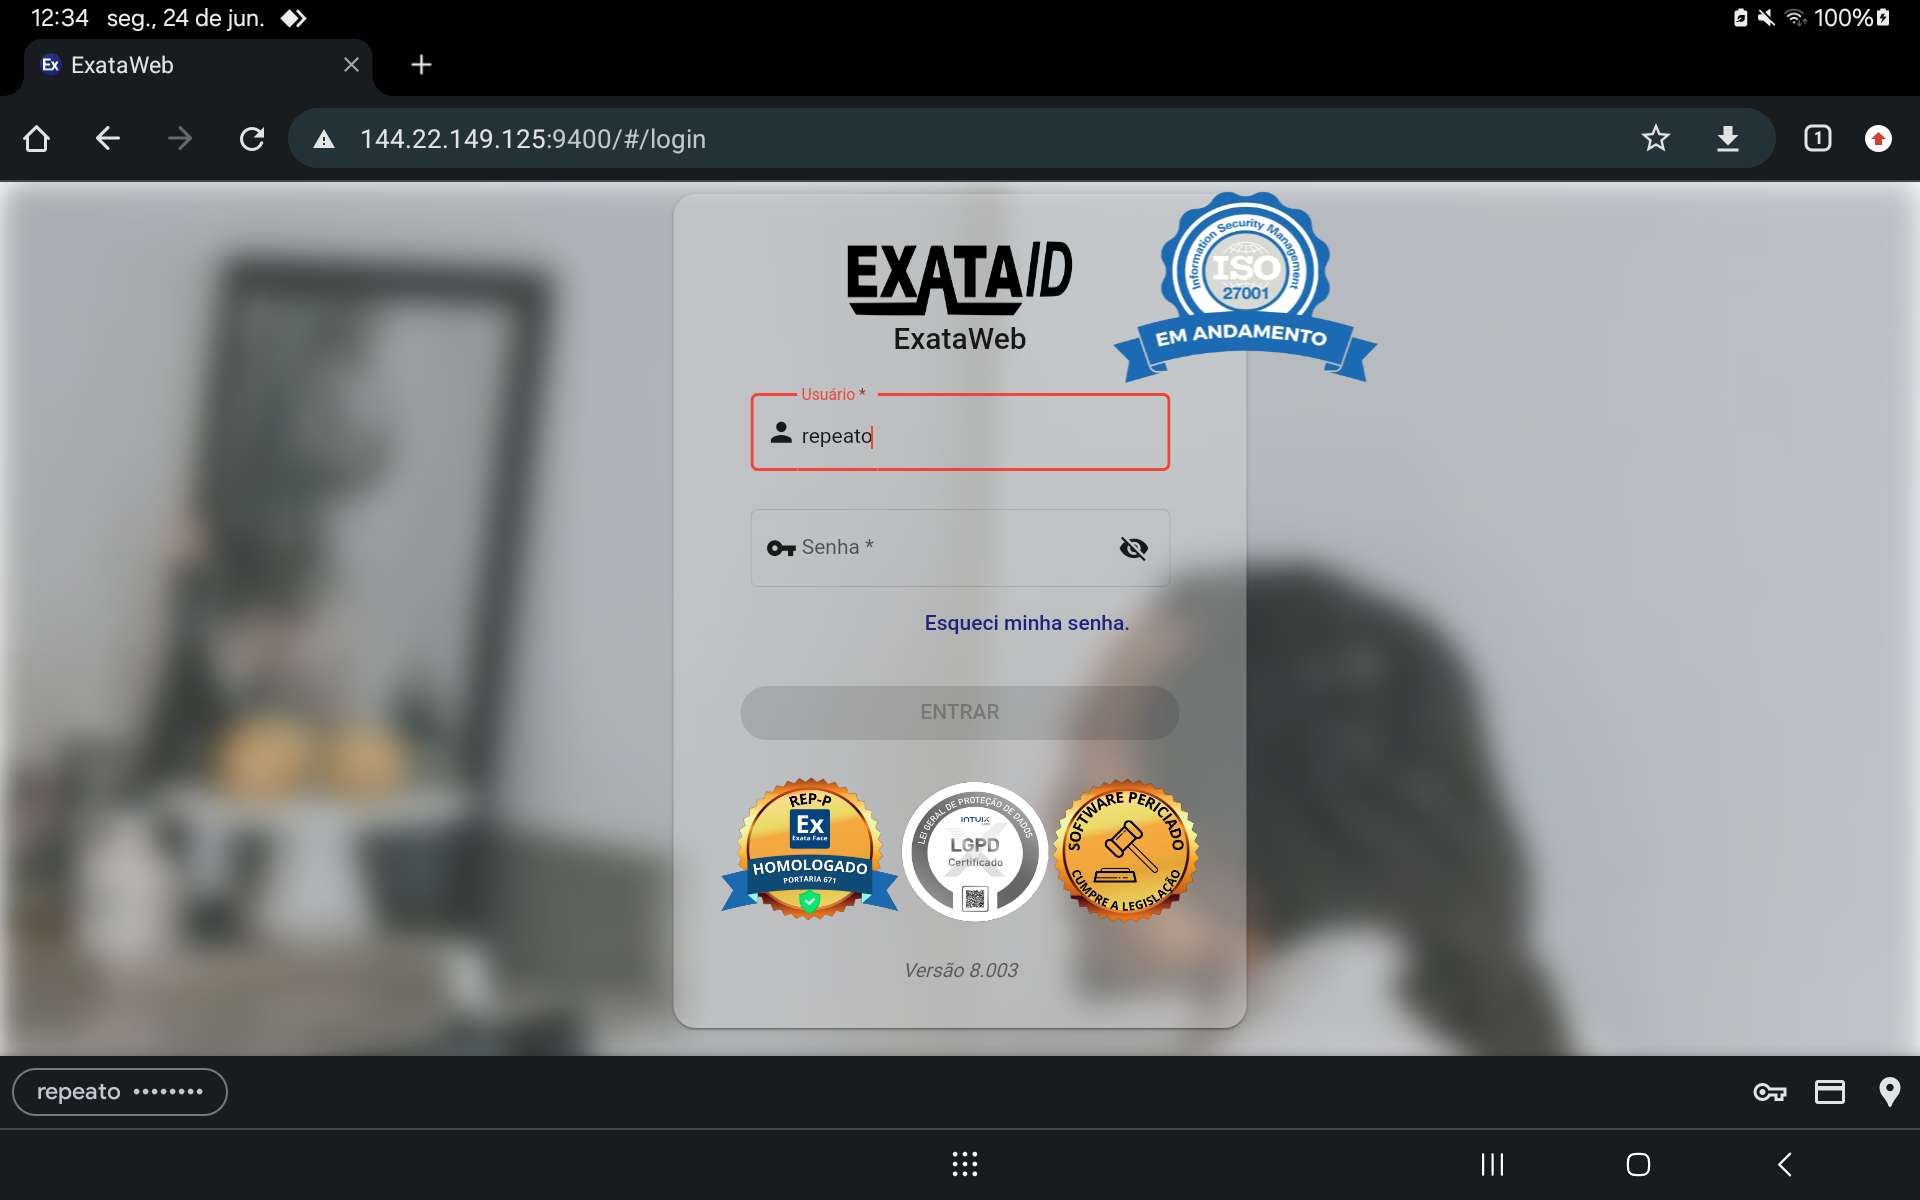 12:34 seg., 24 de jun. 100%
Ex ExataWeb
144.22.149.125:9400/#/login 1
EXATAID
ExataWeb
Information Security Management
ISO
27001
EM ANDAMENTO
Usuário *
repeato
Senha *
Esqueci minha senha.
ENTRAR
REP-P
Ex
Exata Face
HOMOLOGADO
PORTARIA 671
LEI GERAL DE PROTEÇÃO DE DADOS
INTUIX
LGPD
Certificado
SOFTWARE PERICIADO
CUMPRE A LEGISLAÇÃO
Versão 8.003
repeato ••••••••